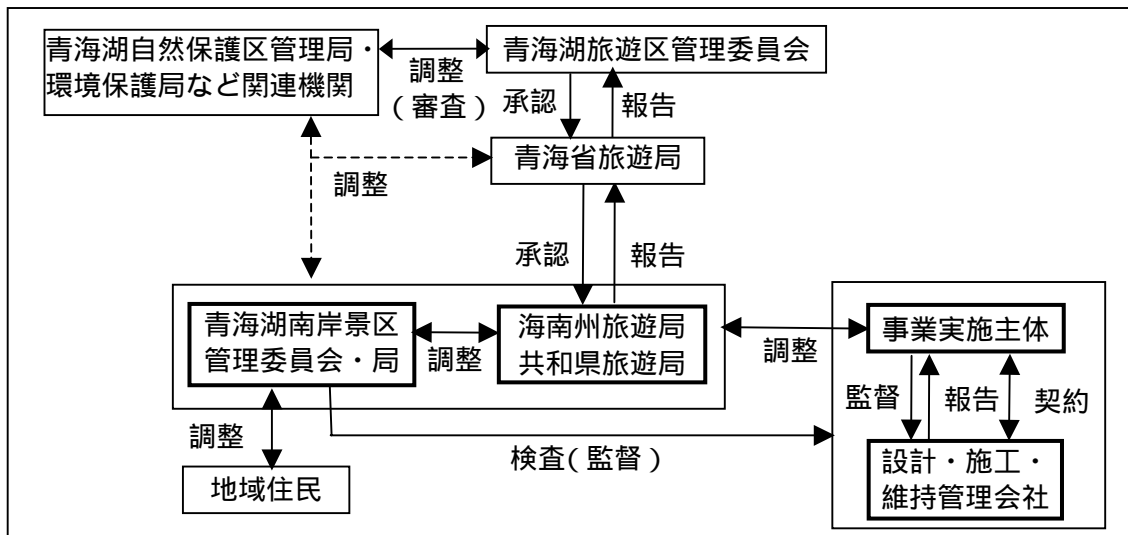 青海湖自然保護区管理局・
環境保護局など関連機関
調整
（審査）
青海湖旅遊区管理委員会
承認
報告
青海省旅遊局
調整
承認
報告
青海湖南岸景区
管理委員会・局
調整
海南州旅遊局
共和県旅遊局
調整
事業実施主体
監督
報告
契約
設計・施工・
維持管理会社
調整
検査（監督）
地域住民